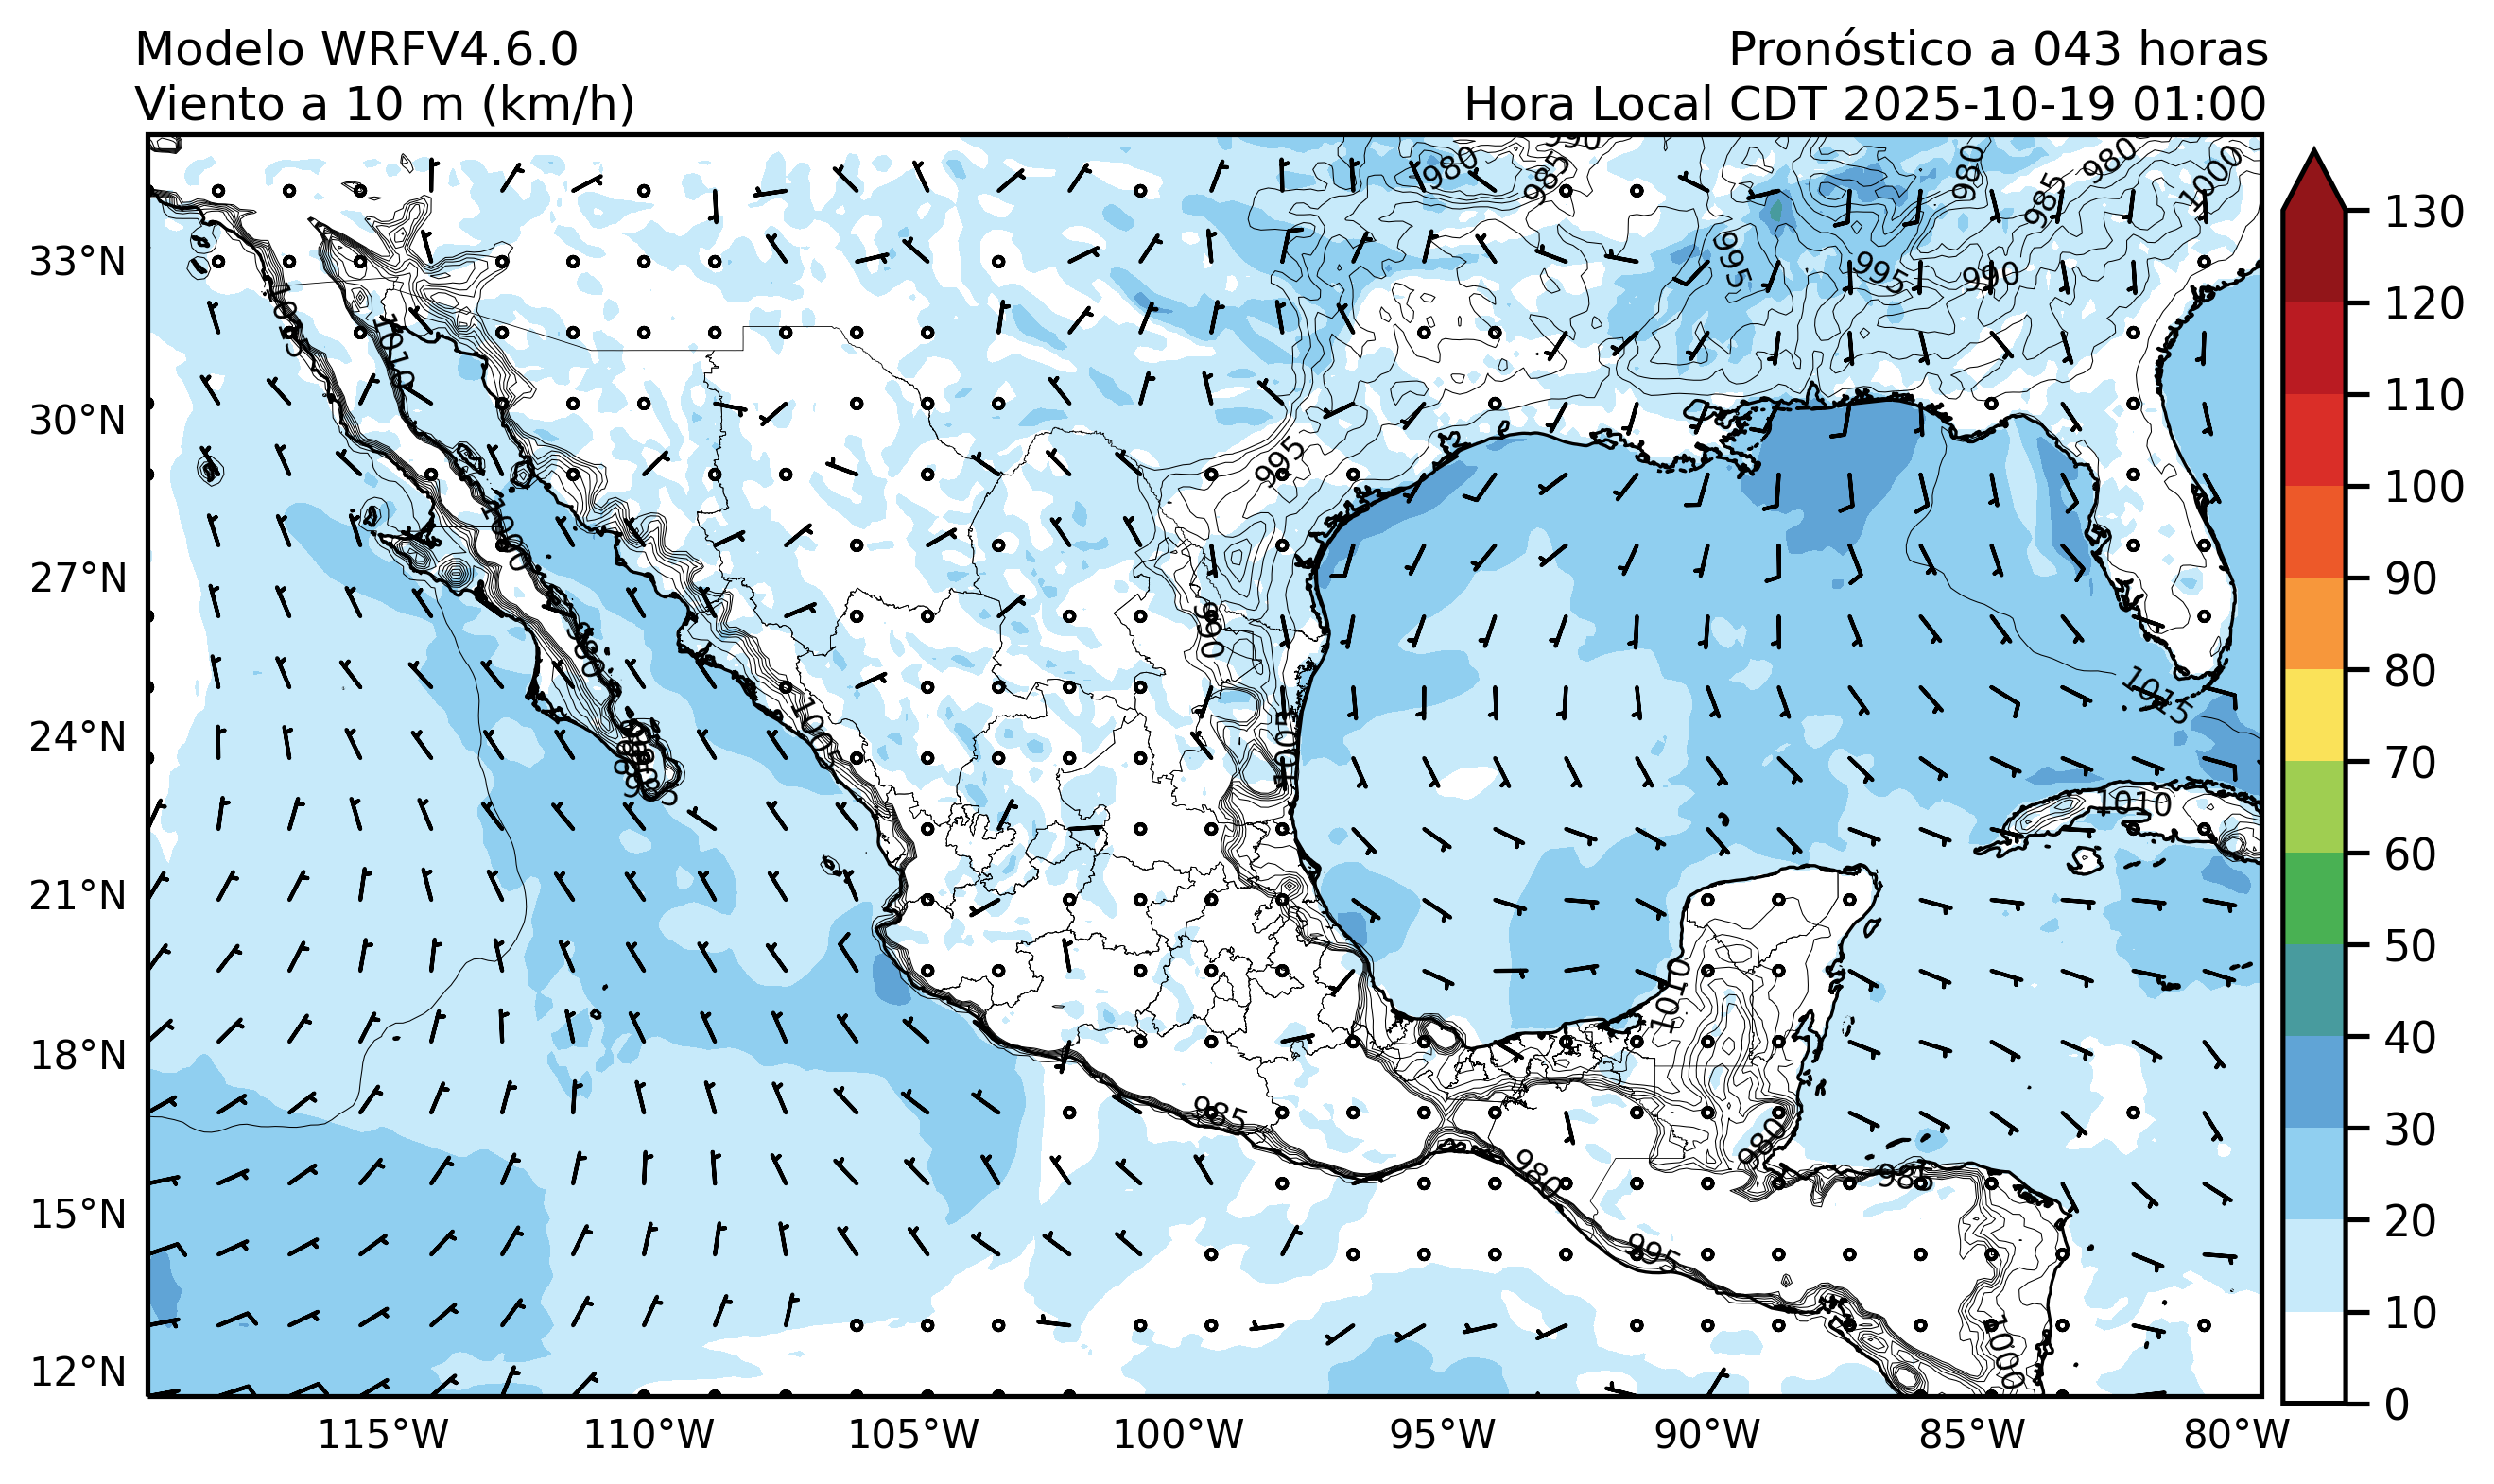 Modelo WRFV4.6.0
Pronóstico a 043 horas
Viento a 10 m (km/h)
Hora Local CDT 2025-10-19 01:00
33°N
30°N
27°N
24°N
21°N
18°N
15°N
12°N
115°W
110°W
105°W
100°W
95°W
90°W
85°W
80°W
130
120
110
100
90
80
70
60
50
40
30
20
10
0
990
980
985
980
985
980
1000
995
995
990
1005
1010
995
1000
990
1005
1005
1015
1010
1010
985
980
980
985
995
1000